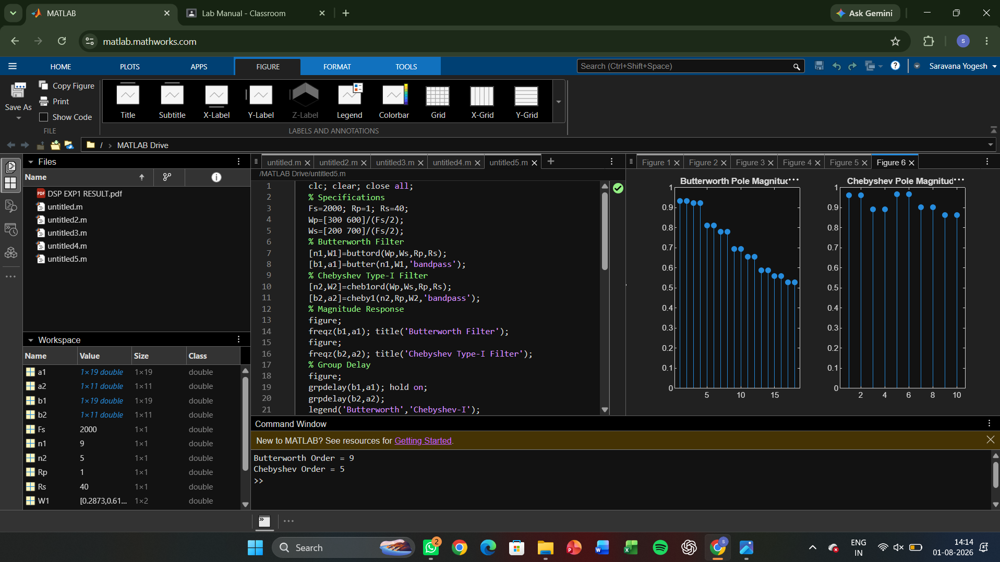 MATLAB
Lab Manual - Classroom
Ask Gemini
matlab.mathworks.com
S
HOME
PLOTS
APPS
FIGURE
FORMAT
TOOLS
Search (Ctrl+Shift+Space)
Saravana Yogesh
Save As
Copy Figure
Print
Show Code
FILE
Title
Subtitle
X-Label
Y-Label
Z-Label
Legend
Colorbar
Grid
X-Grid
Y-Grid
LABELS AND ANNOTATIONS
/ › MATLAB Drive
Files
Name
PDF DSP EXP1 RESULT.pdf
untitled.m
untitled2.m
untitled3.m
untitled4.m
untitled5.m
Workspace
Name Value Size Class
a1 1×19 double 1×19 double
a2 1×11 double 1×11 double
b1 1×19 double 1×19 double
b2 1×11 double 1×11 double
Fs 2000 1×1 double
n1 9 1×1 double
n2 5 1×1 double
Rp 1 1×1 double
Rs 40 1×1 double
W1 [0.2873,0.61... 1×2 double
untitled.m
untitled2.m
untitled3.m
untitled4.m
untitled5.m
/MATLAB Drive/untitled5.m
1 clc; clear; close all;
2 % Specifications
3 Fs=2000; Rp=1; Rs=40;
4 Wp=[300 600]/(Fs/2);
5 Ws=[200 700]/(Fs/2);
6 % Butterworth Filter
7 [n1,W1]=buttord(Wp,Ws,Rp,Rs);
8 [b1,a1]=butter(n1,W1,'bandpass');
9 % Chebyshev Type-I Filter
10 [n2,W2]=cheb1ord(Wp,Ws,Rp,Rs);
11 [b2,a2]=cheby1(n2,Rp,W2,'bandpass');
12 % Magnitude Response
13 figure;
14 freqz(b1,a1); title('Butterworth Filter');
15 figure;
16 freqz(b2,a2); title('Chebyshev Type-I Filter');
17 % Group Delay
18 figure;
19 grpdelay(b1,a1); hold on;
20 grpdelay(b2,a2);
21 legend('Butterworth','Chebyshev-I');
Figure 1
Figure 2
Figure 3
Figure 4
Figure 5
Figure 6
Butterworth Pole Magnituc•••
1
0.9
0.8
0.7
0.6
0.5
0.4
0.3
0.2
0.1
0
5 10 15
Chebyshev Pole Magnitud•••
1
0.9
0.8
0.7
0.6
0.5
0.4
0.3
0.2
0.1
0
2 4 6 8 10
Command Window
New to MATLAB? See resources for Getting Started.
Butterworth Order = 9
Chebyshev Order = 5
>>
Search
2
ENG
IN
14:14
01-08-2026